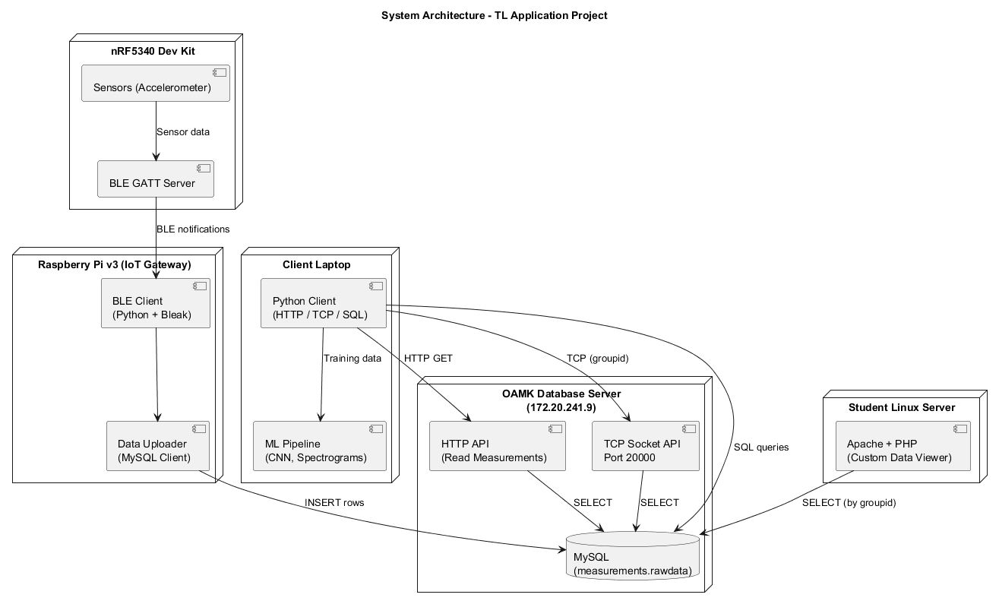 System Architecture - TL Application Project
nRF5340 Dev Kit
Sensors (Accelerometer)
Sensor data
BLE GATT Server
BLE notifications
Raspberry Pi v3 (IoT Gateway)
BLE Client
(Python + Bleak)
Data Uploader
(MySQL Client)
INSERT rows
Client Laptop
Python Client
(HTTP / TCP / SQL)
Training data
HTTP GET
TCP (groupid)
SQL queries
ML Pipeline
(CNN, Spectrograms)
OAMK Database Server
(172.20.241.9)
HTTP API
(Read Measurements)
TCP Socket API
Port 20000
SELECT
SELECT
MySQL
(measurements.rawdata)
Student Linux Server
Apache + PHP
(Custom Data Viewer)
SELECT (by groupid)